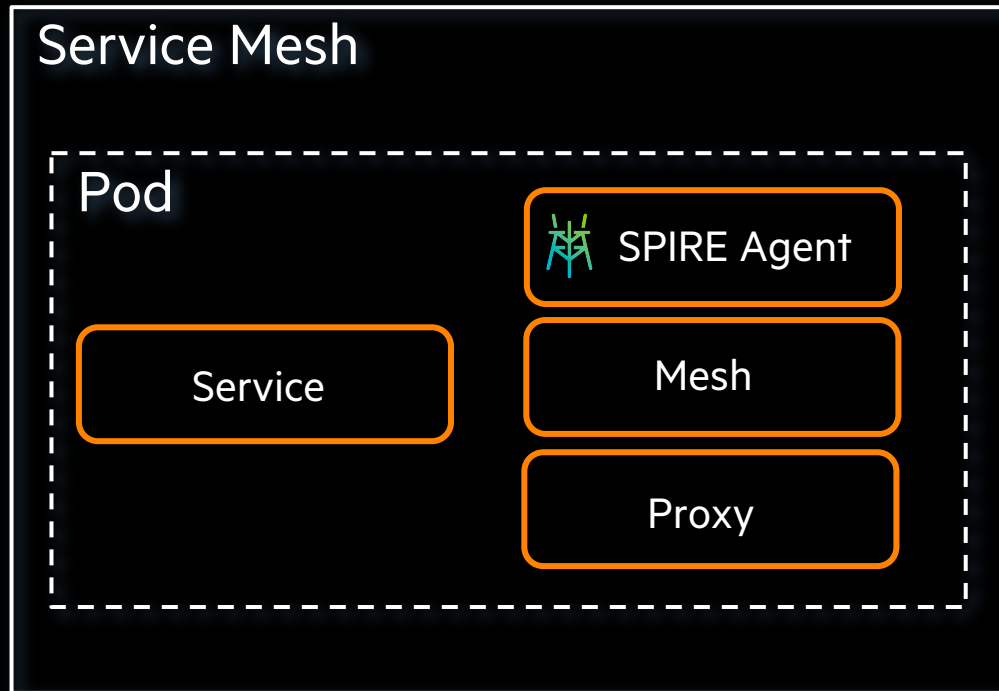 Service Mesh
Pod
SPIRE Agent
Service
Mesh
Proxy